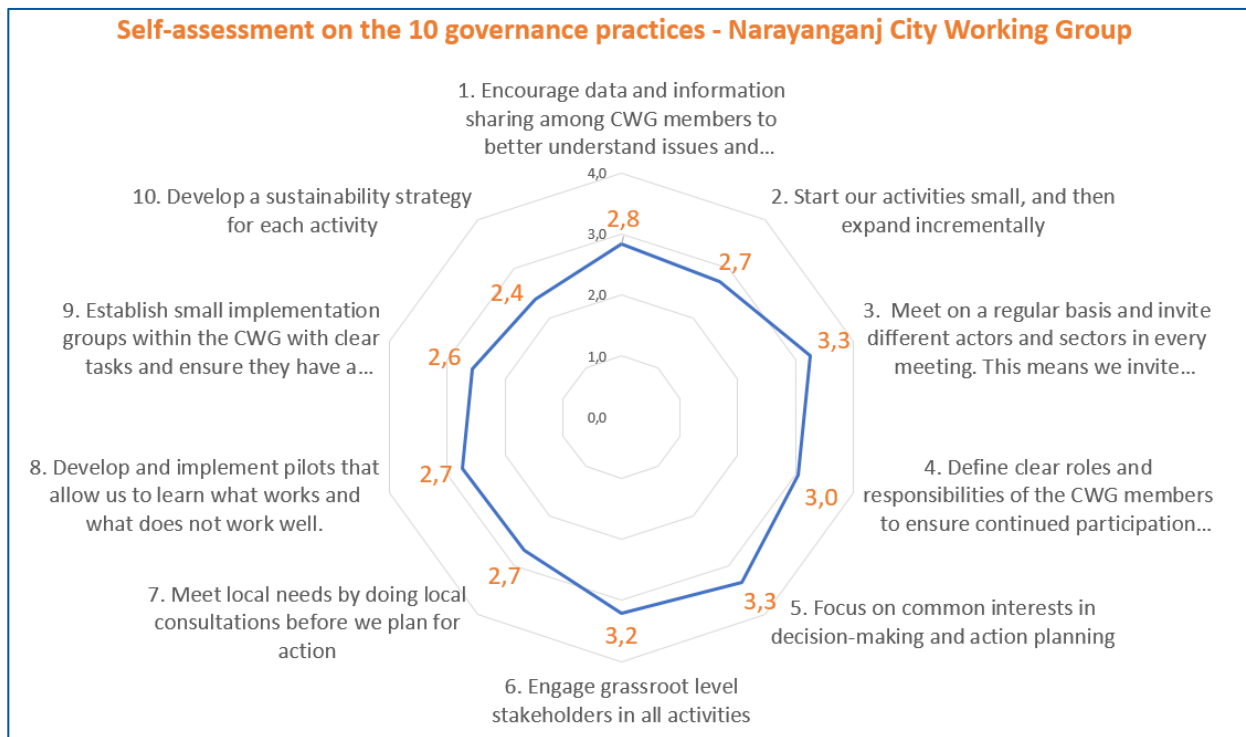 Self-assessment on the 10 governance practices - Narayanganj City Working Group
1. Encourage data and information
sharing among CWG members to
better understand issues and...
2. Start our activities small, and then
expand incrementally
3. Meet on a regular basis and invite
different actors and sectors in every
meeting. This means we invite...
4. Define clear roles and
responsibilities of the CWG members
to ensure continued participation...
5. Focus on common interests in
decision-making and action planning
6. Engage grassroot level
stakeholders in all activities
7. Meet local needs by doing local
consultations before we plan for
action
8. Develop and implement pilots that
allow us to learn what works and
what does not work well.
9. Establish small implementation
groups within the CWG with clear
tasks and ensure they have a...
10. Develop a sustainability strategy
for each activity
4,0
3,0
2,0
1,0
0,0
2,8
2,7
3,3
3,0
3,3
3,2
2,7
2,7
2,6
2,4